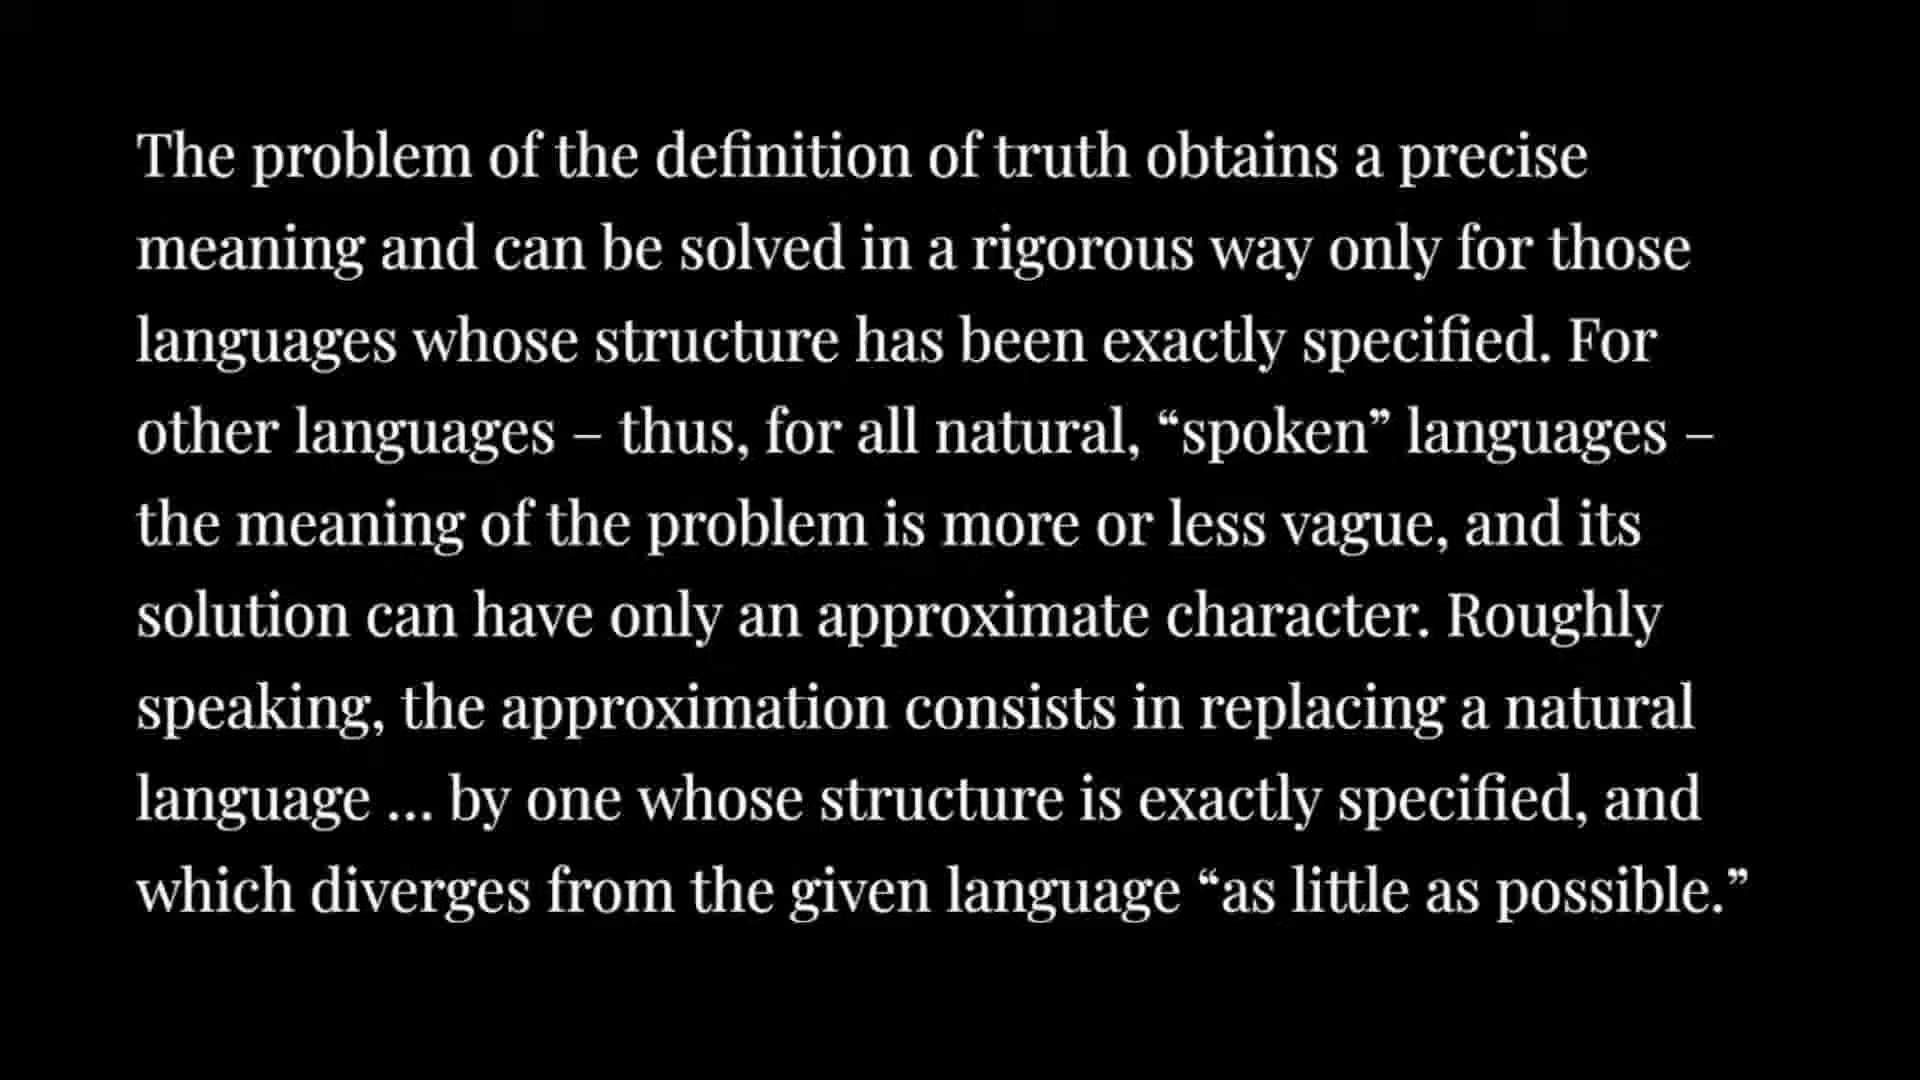 The problem of the definition of truth obtains a precise
meaning and can be solved in a rigorous way only for those
languages whose structure has been exactly specified. For
other languages – thus, for all natural, “spoken” languages –
the meaning of the problem is more or less vague, and its
solution can have only an approximate character. Roughly
speaking, the approximation consists in replacing a natural
language ... by one whose structure is exactly specified, and
which diverges from the given language “as little as possible.”